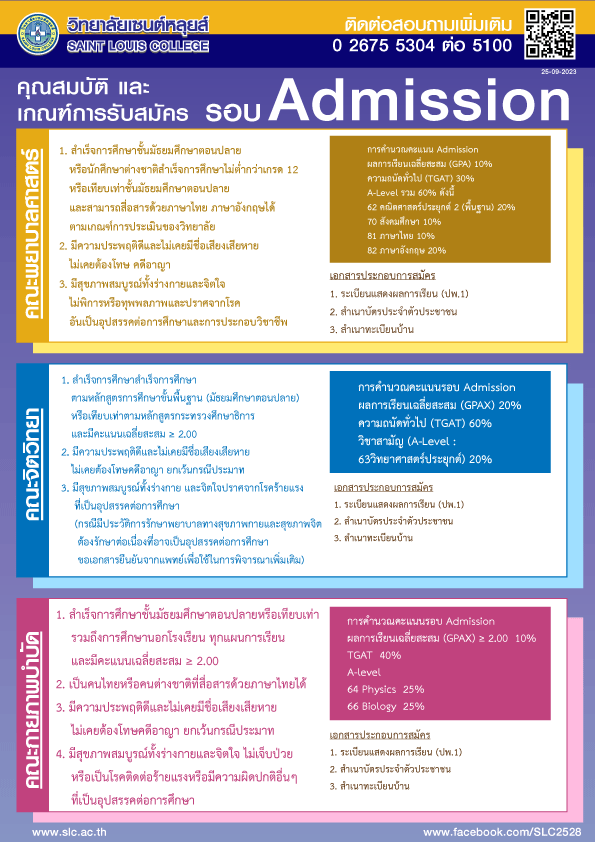 วิทยาลัยเซนต์หลุยส์
SAINT LOUIS COLLEGE
ติดต่อสอบถามเพิ่มเติม
0 2675 5304 ต่อ 5100
25-09-2023
คุณสมบัติ และ
เกณฑ์การรับสมัคร รอบ Admission
คณะพยาบาลศาสตร์
1. สำเร็จการศึกษาชั้นมัธยมศึกษาตอนปลาย
หรือนักศึกษาต่างชาติสำเร็จการศึกษาไม่ต่ำกว่าเกรด 12
หรือเทียบเท่าชั้นมัธยมศึกษาตอนปลาย
และสามารถสื่อสารด้วยภาษาไทย ภาษาอังกฤษได้
ตามเกณฑ์การประเมินของวิทยาลัย
2. มีความประพฤติดีและไม่เคยมีชื่อเสียงเสียหาย
ไม่เคยต้องโทษ คดีอาญา
3. มีสุขภาพสมบูรณ์ทั้งร่างกายและจิตใจ
ไม่พิการหรือทุพพลภาพและปราศจากโรค
อันเป็นอุปสรรคต่อการศึกษาและการประกอบวิชาชีพ
การคำนวณคะแนน Admission
ผลการเรียนเฉลี่ยสะสม (GPA) 10%
ความถนัดทั่วไป (TGAT) 30%
A-Level รวม 60% ดังนี้
62 คณิตศาสตร์ประยุกต์ 2 (พื้นฐาน) 20%
70 สังคมศึกษา 10%
81 ภาษาไทย 10%
82 ภาษาอังกฤษ 20%
เอกสารประกอบการสมัคร
1. ระเบียนแสดงผลการเรียน (ปพ.1)
2. สำเนาบัตรประจำตัวประชาชน
3. สำเนาทะเบียนบ้าน
คณะจิตวิทยา
1. สำเร็จการศึกษาสำเร็จการศึกษา
ตามหลักสูตรการศึกษาขั้นพื้นฐาน (มัธยมศึกษาตอนปลาย)
หรือเทียบเท่าตามหลักสูตรกระทรวงศึกษาธิการ
และมีคะแนนเฉลี่ยสะสม ≥ 2.00
2. มีความประพฤติดีและไม่เคยมีชื่อเสียงเสียหาย
ไม่เคยต้องโทษคดีอาญา ยกเว้นกรณีประมาท
3. มีสุขภาพสมบูรณ์ทั้งร่างกาย และจิตใจปราศจากโรคร้ายแรง
ที่เป็นอุปสรรคต่อการศึกษา
(กรณีมีประวัติการรักษาพยาบาลทางสุขภาพกายและสุขภาพจิต
ต้องรักษาต่อเนื่องที่อาจเป็นอุปสรรคต่อการศึกษา
ขอเอกสารยืนยันจากแพทย์เพื่อใช้ในการพิจารณาเพิ่มเติม)
การคำนวณคะแนนรอบ Admission
ผลการเรียนเฉลี่ยสะสม (GPAX) 20%
ความถนัดทั่วไป (TGAT) 60%
วิชาสามัญ (A-Level :
63วิทยาศาสตร์ประยุกต์) 20%
เอกสารประกอบการสมัคร
1. ระเบียนแสดงผลการเรียน (ปพ.1)
2. สำเนาบัตรประจำตัวประชาชน
3. สำเนาทะเบียนบ้าน
คณะกายภาพบำบัด
1. สำเร็จการศึกษาชั้นมัธยมศึกษาตอนปลายหรือเทียบเท่า
รวมถึงการศึกษานอกโรงเรียน ทุกแผนการเรียน
และมีคะแนนเฉลี่ยสะสม ≥ 2.00
2. เป็นคนไทยหรือคนต่างชาติที่สื่อสารด้วยภาษาไทยได้
3. มีความประพฤติดีและไม่เคยมีชื่อเสียงเสียหาย
ไม่เคยต้องโทษคดีอาญา ยกเว้นกรณีประมาท
4. มีสุขภาพสมบูรณ์ทั้งร่างกายและจิตใจ ไม่เจ็บป่วย
หรือเป็นโรคติดต่อร้ายแรงหรือมีความผิดปกติอื่นๆ
ที่เป็นอุปสรรคต่อการศึกษา
การคำนวณคะแนนรอบ Admission
ผลการเรียนเฉลี่ยสะสม (GPAX) ≥ 2.00 10%
TGAT 40%
A-level
64 Physics 25%
66 Biology 25%
เอกสารประกอบการสมัคร
1. ระเบียนแสดงผลการเรียน (ปพ.1)
2. สำเนาบัตรประจำตัวประชาชน
3. สำเนาทะเบียนบ้าน
www.slc.ac.th
www.facebook.com/SLC2528